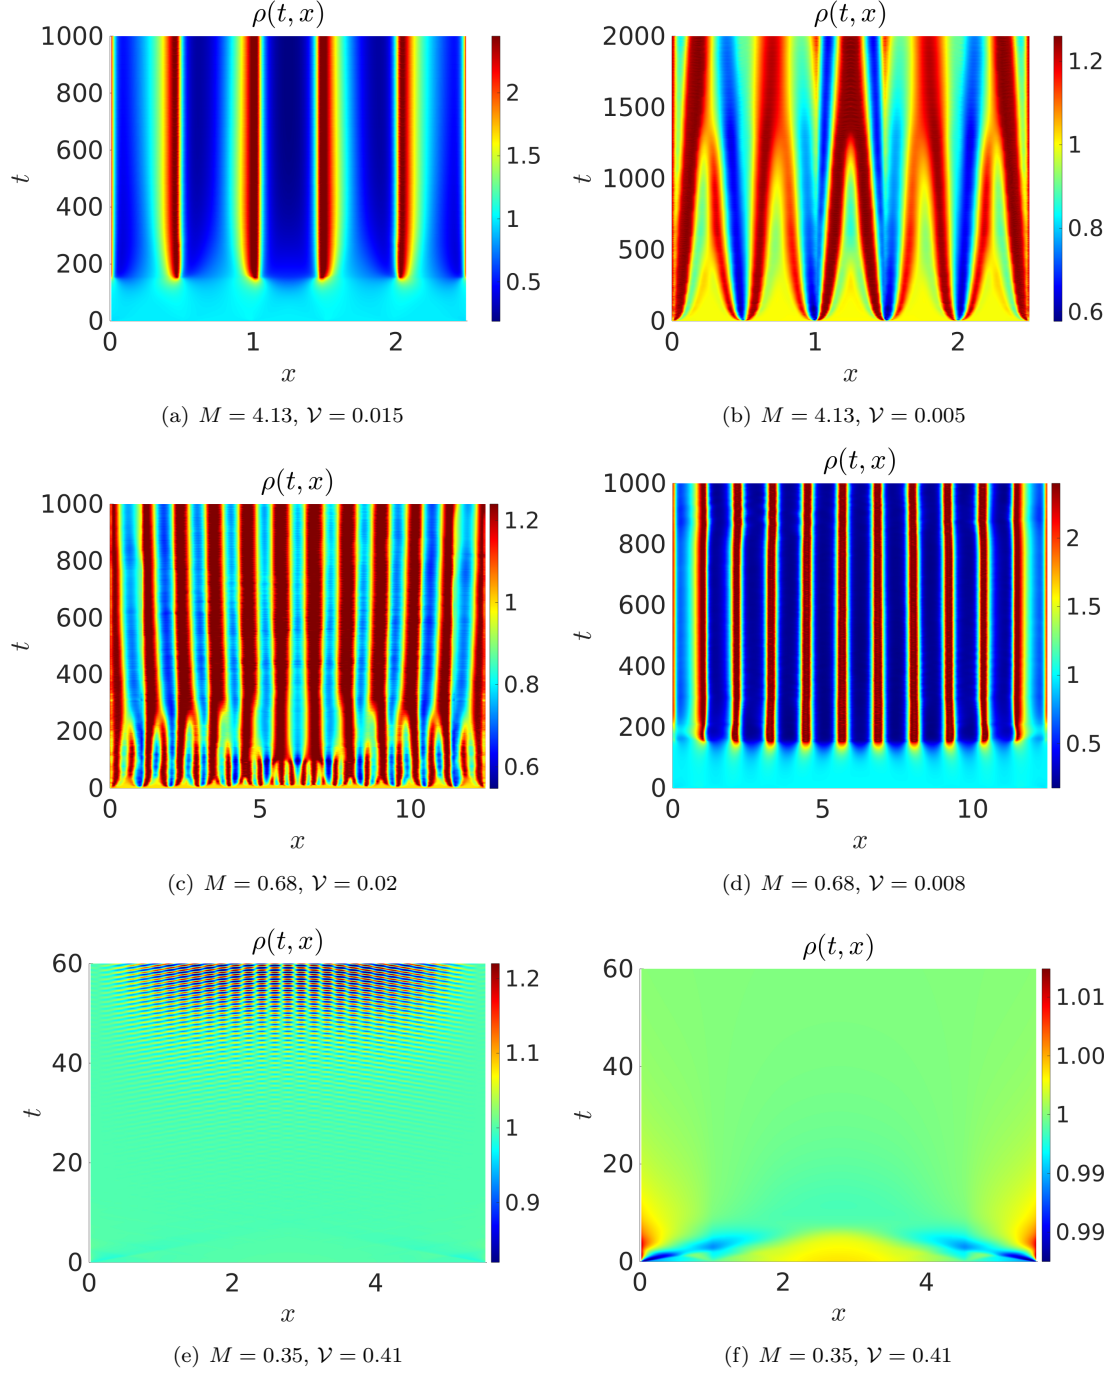 ρ(t, x)
1000
800
600
400
200
0
t
0 1 2
x
2
1.5
1
0.5
(a) M = 4.13, 𝒱 = 0.015
ρ(t, x)
2000
1500
1000
500
0
t
0 1 2
x
1.2
1
0.8
0.6
(b) M = 4.13, 𝒱 = 0.005
ρ(t, x)
1000
800
600
400
200
0
t
0 5 10
x
1.2
1
0.8
0.6
(c) M = 0.68, 𝒱 = 0.02
ρ(t, x)
1000
800
600
400
200
0
t
0 5 10
x
2
1.5
1
0.5
(d) M = 0.68, 𝒱 = 0.008
ρ(t, x)
60
40
20
0
t
0 2 4
x
1.2
1.1
1
0.9
(e) M = 0.35, 𝒱 = 0.41
ρ(t, x)
60
40
20
0
t
0 2 4
x
1.01
1.00
1
0.99
0.99
(f) M = 0.35, 𝒱 = 0.41